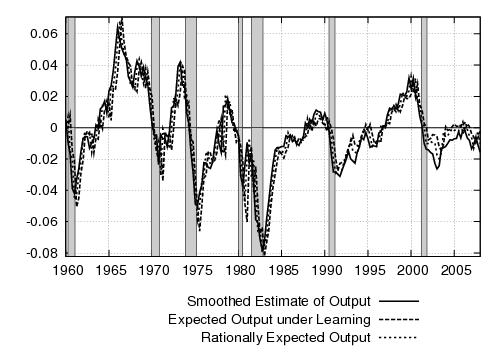 0.06
0.04
0.02
0
-0.02
-0.04
-0.06
-0.08
1960 1965 1970 1975 1980 1985 1990 1995 2000 2005
Smoothed Estimate of Output
Expected Output under Learning
Rationally Expected Output